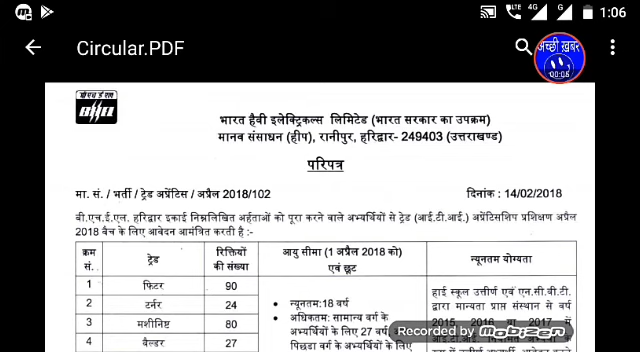 LTE 4G G 1:06
Circular.PDF
अच्छी ख़बर
00:05
बीएचईएल
भारत हैवी इलेक्ट्रिकल्स लिमिटेड (भारत सरकार का उपक्रम)
मानव संसाधन (हीप), रानीपुर, हरिद्वार- 249403 (उत्तराखण्ड)
परिपत्र
मा. सं. / भर्ती / ट्रेड अप्रेंटिस / अप्रैल 2018/102 दिनांक : 14/02/2018
बी.एच.ई.एल. हरिद्वार इकाई निम्नलिखित अर्हताओं को पूरा करने वाले अभ्यर्थियों से ट्रेड (आई.टी.आई.) अप्रेंटिसशिप प्रशिक्षण अप्रैल
2018 बैच के लिए आवेदन आमंत्रित करती है :-
क्रम सं. ट्रेड रिक्तियों की संख्या आयु सीमा (1 अप्रैल 2018 को) एवं छूट न्यूनतम योग्यता
1 फिटर 90
2 टर्नर 24
3 मशीनिष्ट 80
4 वैल्डर 27
• न्यूनतम:18 वर्ष
• अधिकतम: सामान्य वर्ग के
अभ्यर्थियों के लिए 27 वर्ष,
पिछड़ा वर्ग के अभ्यर्थियों के लिए
हाई स्कूल उत्तीर्ण एवं एन.सी.वी.टी.
द्वारा मान्यता प्राप्त संस्थान से वर्ष
2015, 2016 या 2017 में
Recorded by mobizen